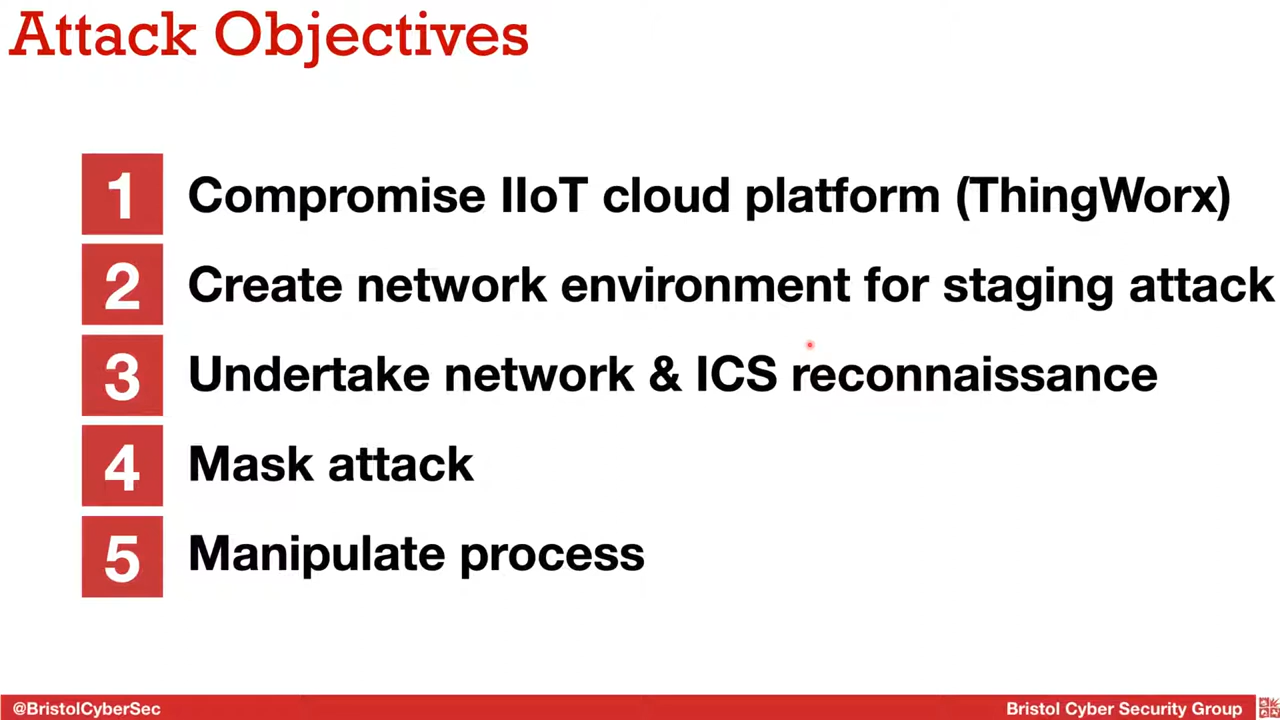 Attack Objectives
1 Compromise IIoT cloud platform (ThingWorx)
2 Create network environment for staging attack
3 Undertake network & ICS reconnaissance
4 Mask attack
5 Manipulate process
@BristolCyberSec Bristol Cyber Security Group